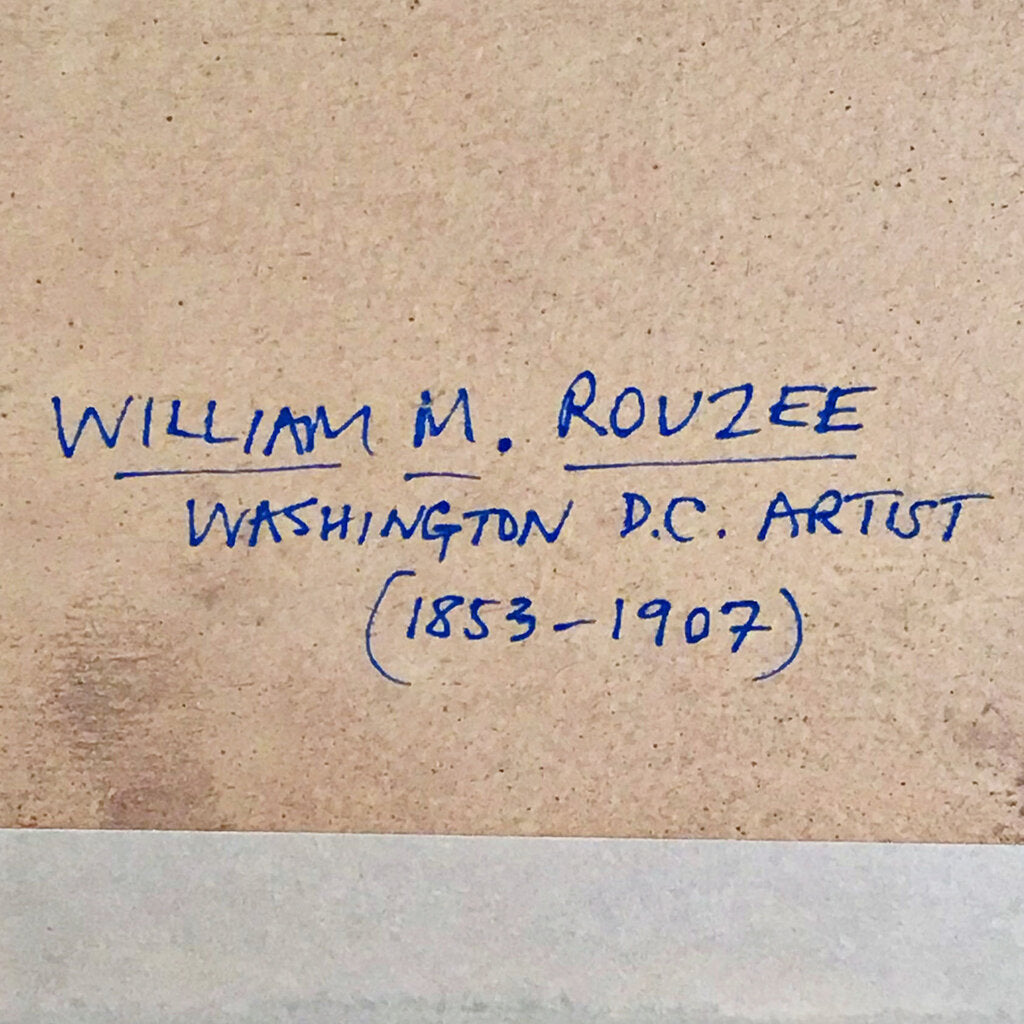 WILLIAM M. ROUZEE
WASHINGTON D.C. ARTIST
(1853-1907)